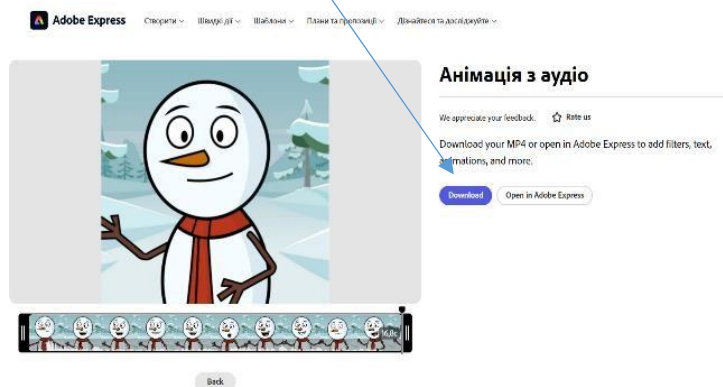 Adobe Express Створити Швидкі дії Шаблони Плани та пропозиції Дізнайтеся та досліджуйте
Анімація з аудіо
We appreciate your feedback. Rate us
Download your MP4 or open in Adobe Express to add filters, text,
animations, and more.
Download Open in Adobe Express
16,0с
Back